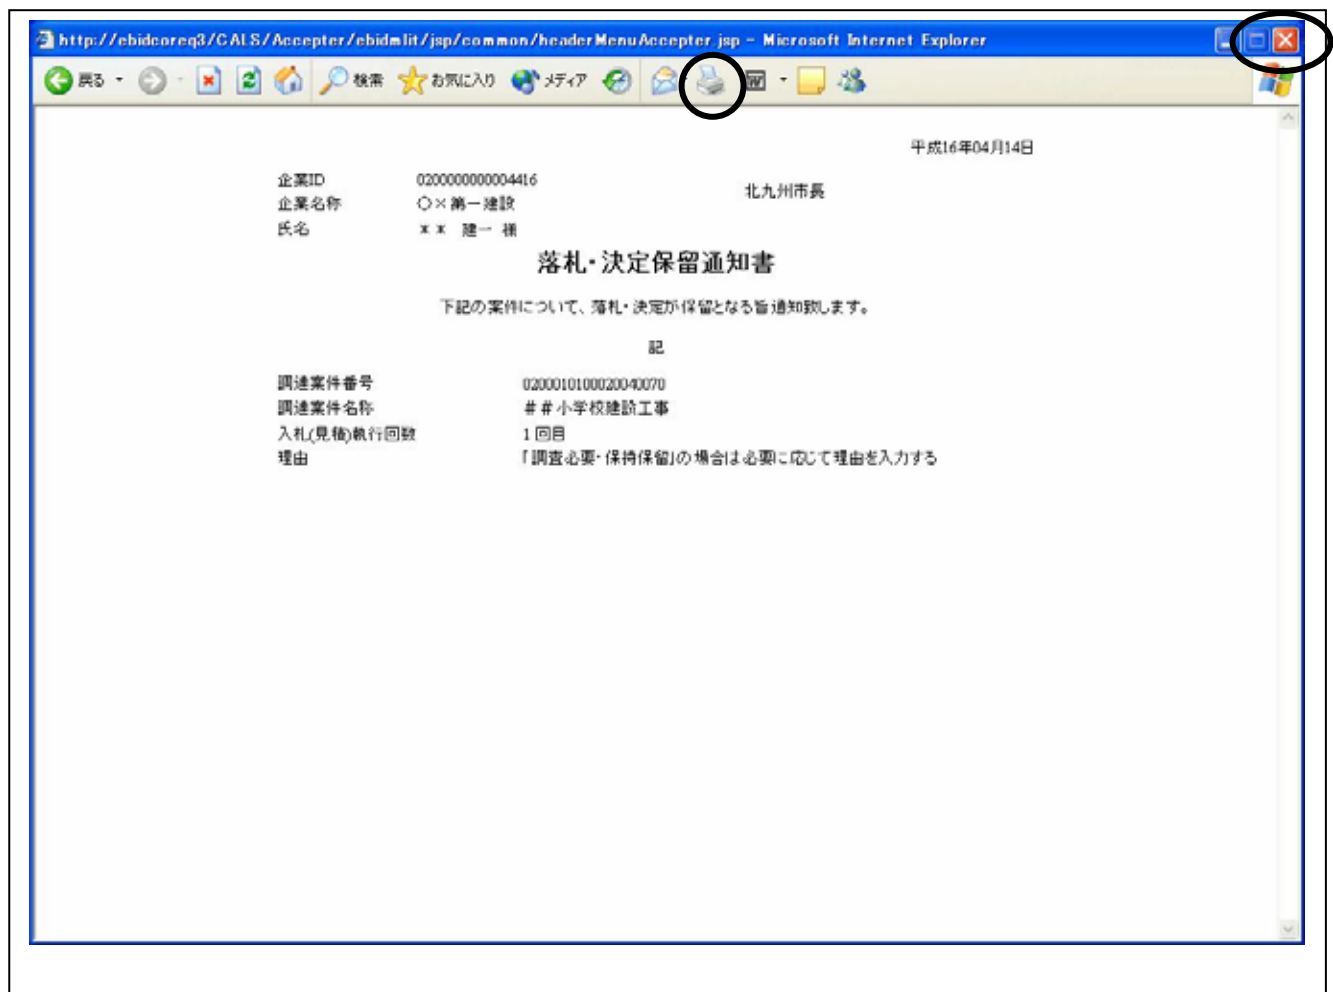 http://ebidcoreq3/CALS/Accepter/ebidmlit/jsp/common/headerMenuAccepter.jsp - Microsoft Internet Explorer
戻る 検索 お気に入り メディア
平成16年04月14日
企業ID 0200000000004416
北九州市長
企業名称 ○×第一建設
氏名 ** 建一 様
落札・決定保留通知書
下記の案件について、落札・決定が保留となる旨通知致します。
記
調達案件番号 0200010100020040070
調達案件名称 ##小学校建設工事
入札(見積)執行回数 1回目
理由 「調査必要・保持保留」の場合は必要に応じて理由を入力する